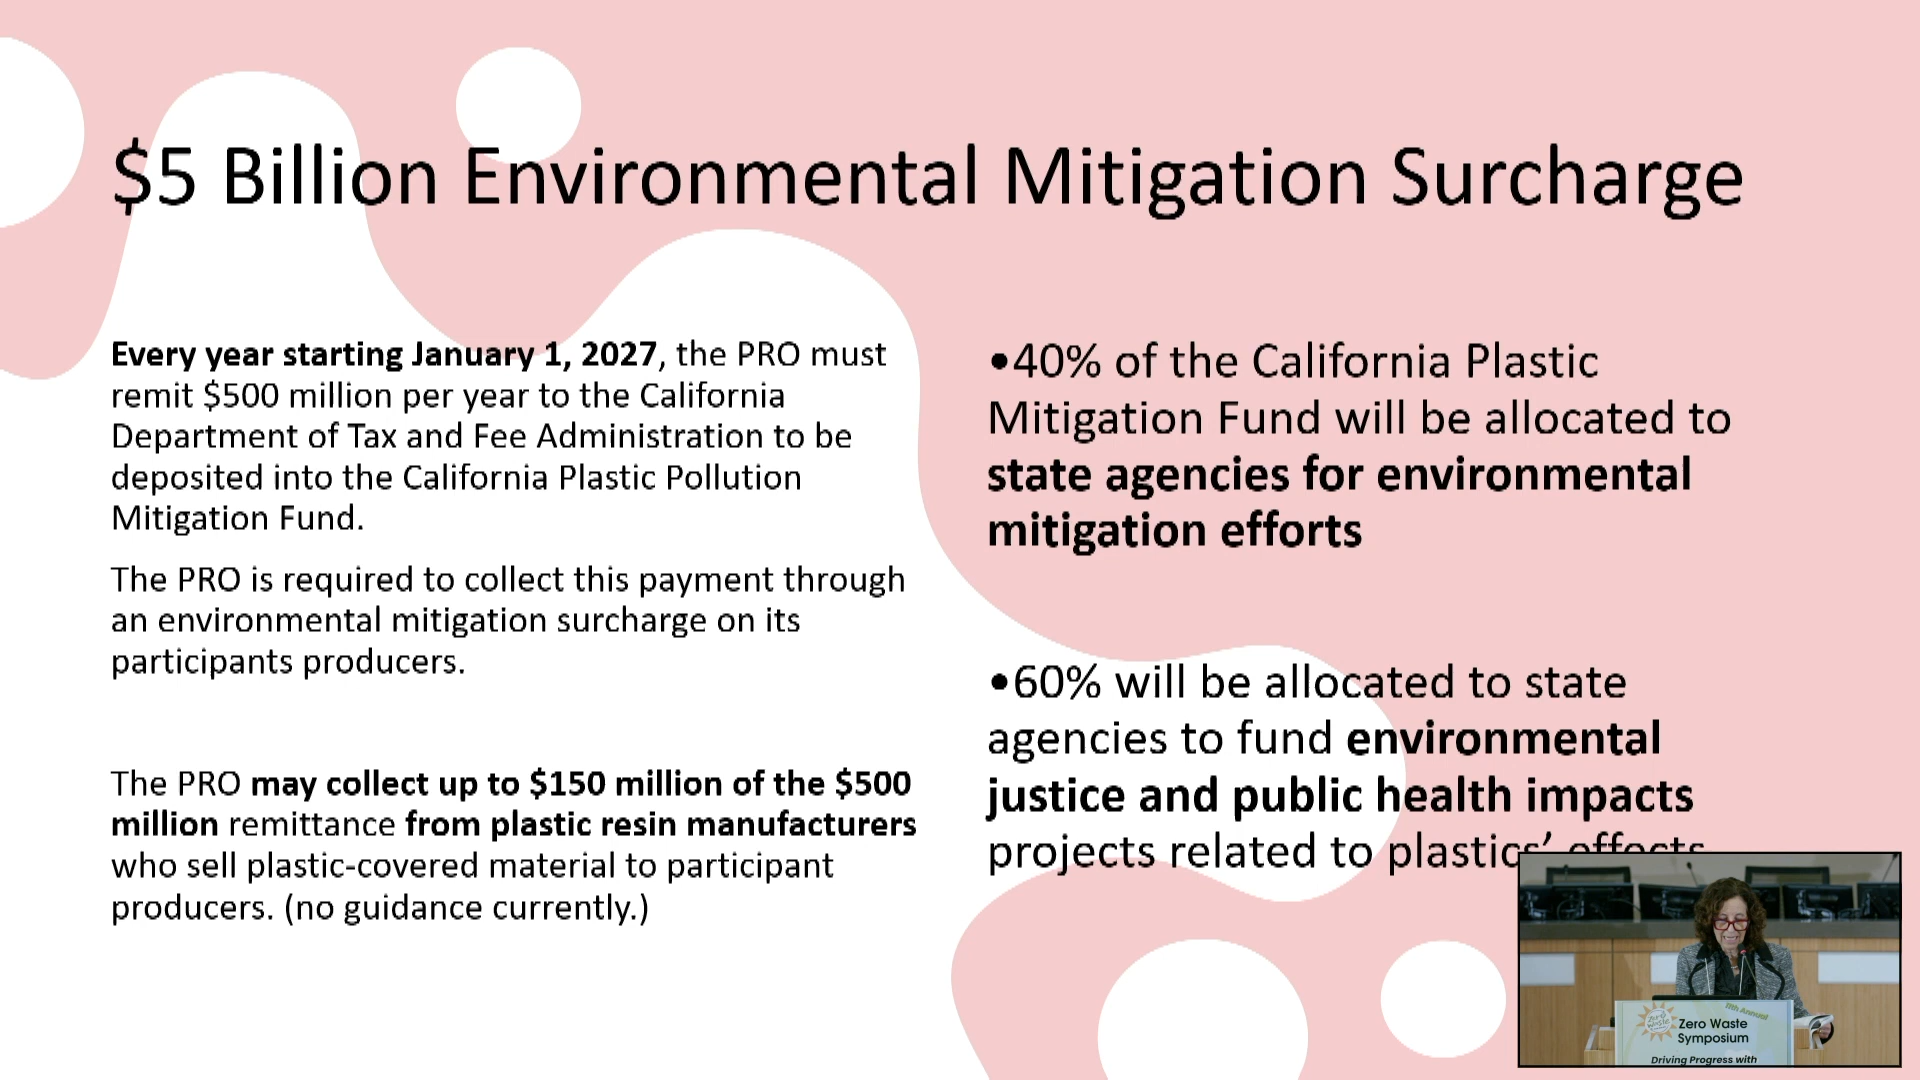 $5 Billion Environmental Mitigation Surcharge
Every year starting January 1, 2027, the PRO must
remit $500 million per year to the California
Department of Tax and Fee Administration to be
deposited into the California Plastic Pollution
Mitigation Fund.
The PRO is required to collect this payment through
an environmental mitigation surcharge on its
participants producers.
The PRO may collect up to $150 million of the $500
million remittance from plastic resin manufacturers
who sell plastic-covered material to participant
producers. (no guidance currently.)
•40% of the California Plastic
Mitigation Fund will be allocated to
state agencies for environmental
mitigation efforts
•60% will be allocated to state
agencies to fund environmental
justice and public health impacts
projects related to plastics’ effects
11th Annual
Zero Waste
Zero Waste
Symposium
Driving Progress with